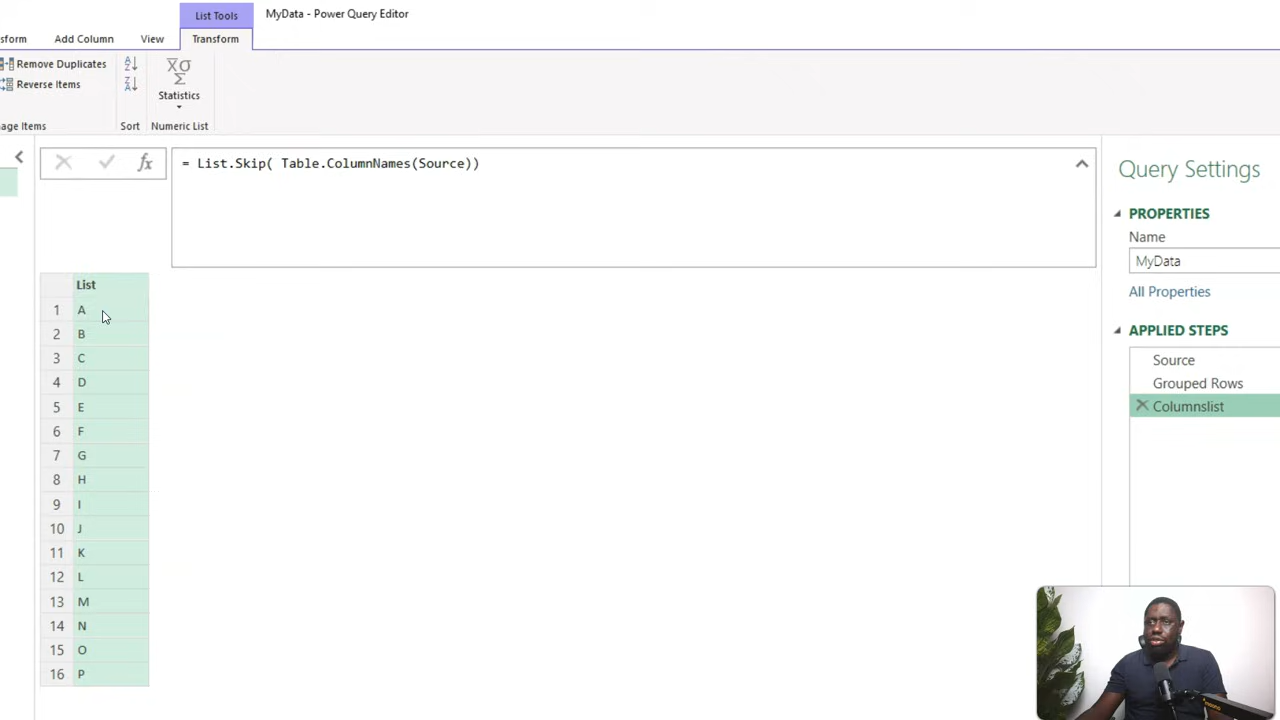 List Tools
MyData - Power Query Editor
sform
Add Column
View
Transform
Remove Duplicates
Reverse Items
Statistics
age Items
Sort
Numeric List
= List.Skip( Table.ColumnNames(Source))
List
1 A
2 B
3 C
4 D
5 E
6 F
7 G
8 H
9 I
10 J
11 K
12 L
13 M
14 N
15 O
16 P
Query Settings
PROPERTIES
Name
MyData
All Properties
APPLIED STEPS
Source
Grouped Rows
Columnslist